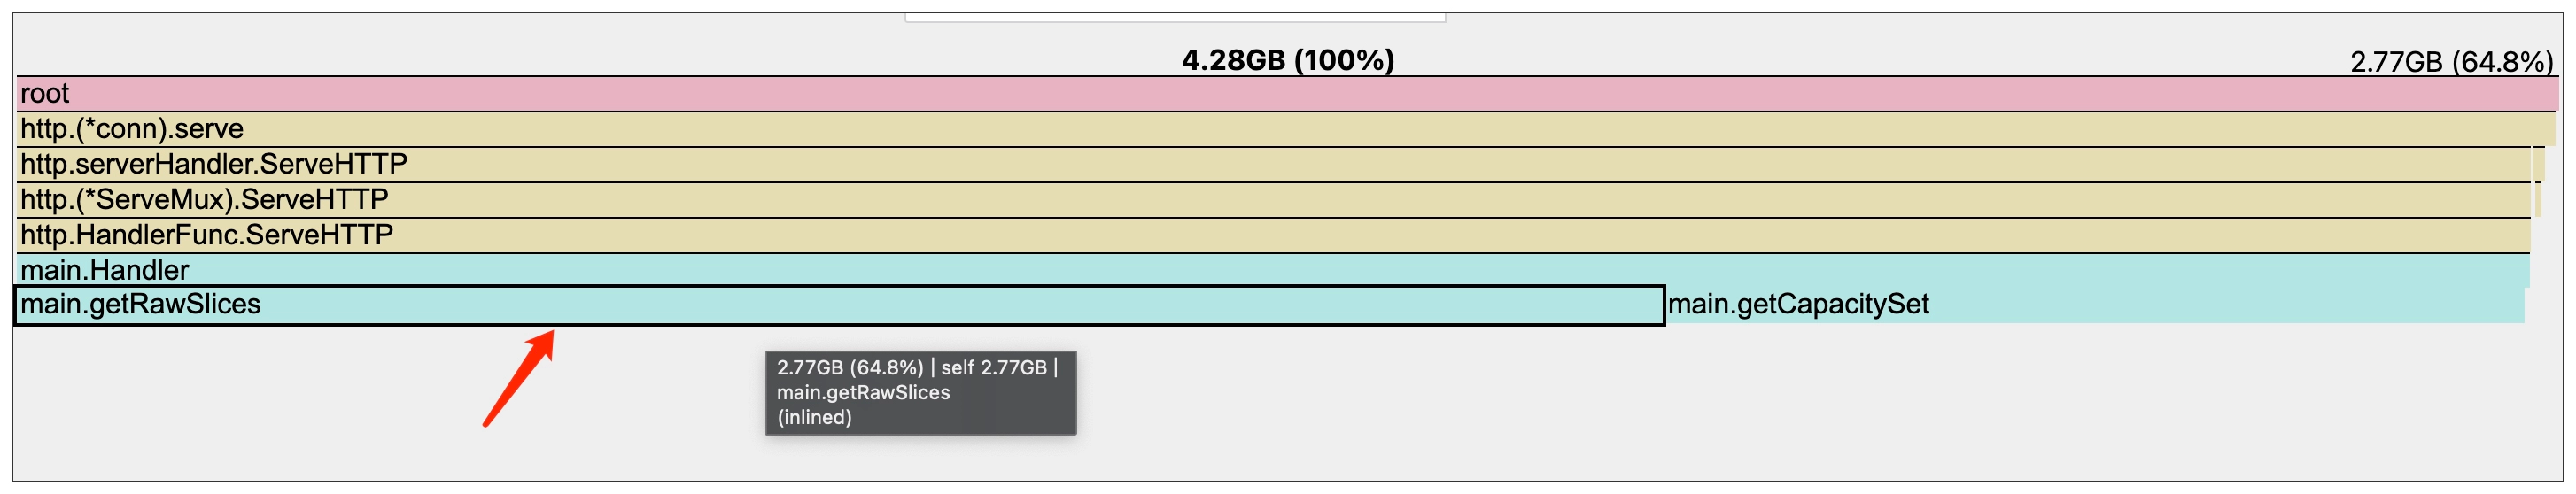 4.28GB (100%)
2.77GB (64.8%)
root
http.(*conn).serve
http.serverHandler.ServeHTTP
http.(*ServeMux).ServeHTTP
http.HandlerFunc.ServeHTTP
main.Handler
main.getRawSlices
main.getCapacitySet
2.77GB (64.8%) | self 2.77GB |
main.getRawSlices
(inlined)